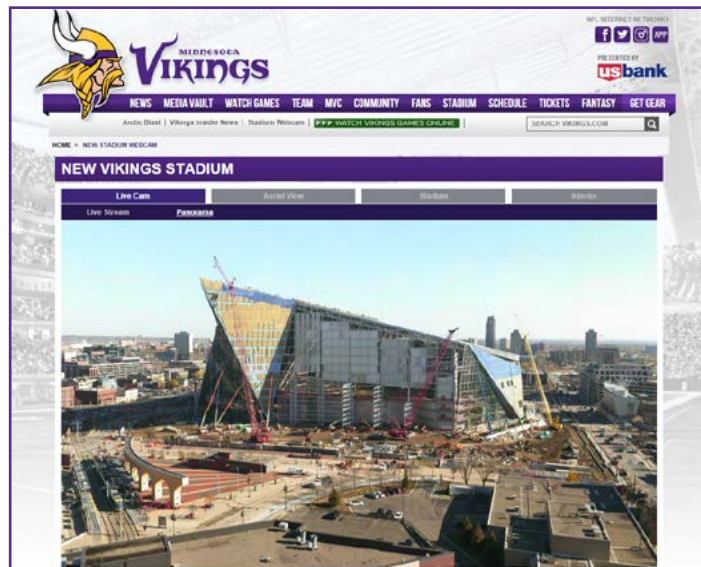 NFL INTERNET NETWORK
APP
MINNESOTA
VIKINGS
PRESENTED BY
usbank
NEWS MEDIA VAULT WATCH GAMES TEAM MVC COMMUNITY FANS STADIUM SCHEDULE TICKETS FANTASY GET GEAR
Arctic Blast | Vikings Insider News | Stadium Webcam | WATCH VIKINGS GAMES ONLINE |
SEARCH VIKINGS.COM
HOME > NEW STADIUM WEBCAM
NEW VIKINGS STADIUM
Live Cam Aerial View Stadium Interior
Live Stream Panorama